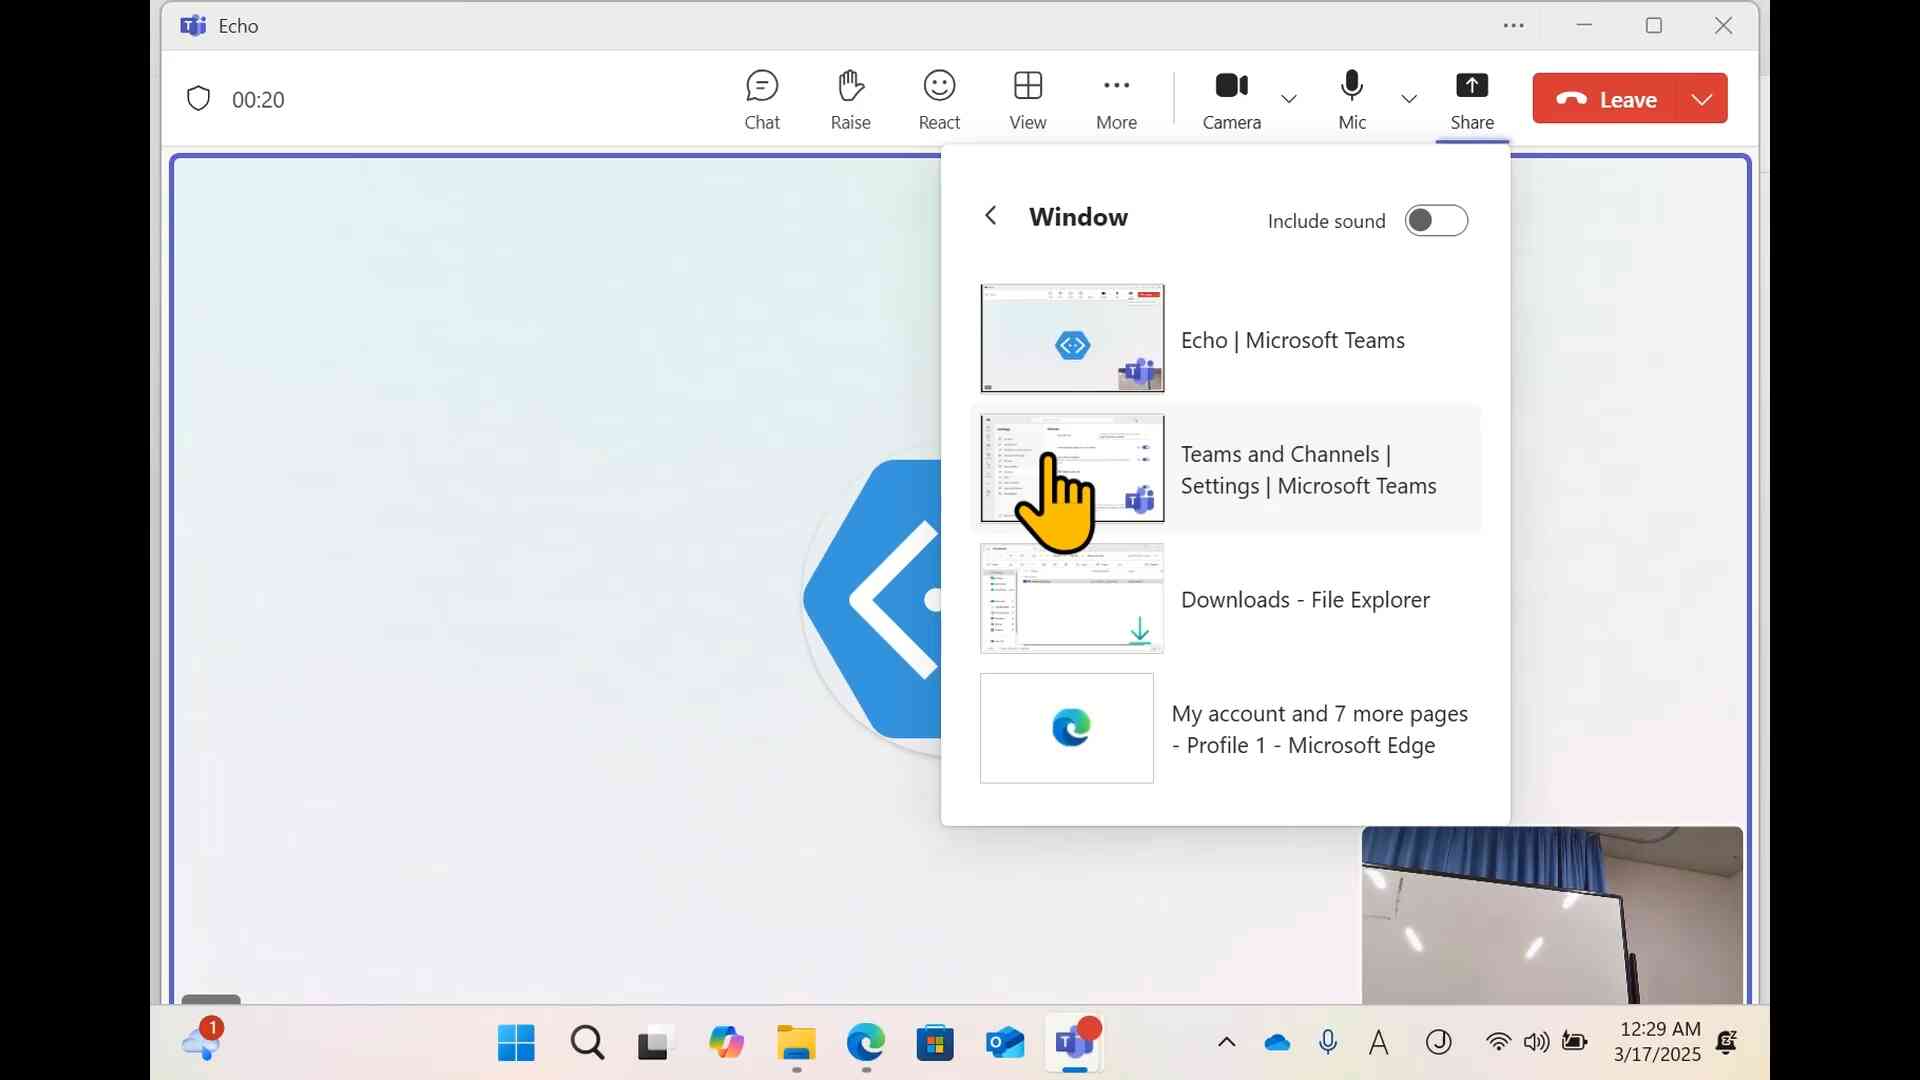 Echo
00:20
Chat
Raise
React
View
More
Camera
Mic
Share
Leave
Window
Include sound
Echo | Microsoft Teams
Teams and Channels |
Settings | Microsoft Teams
Downloads - File Explorer
My account and 7 more pages
- Profile 1 - Microsoft Edge
1
12:29 AM
3/17/2025